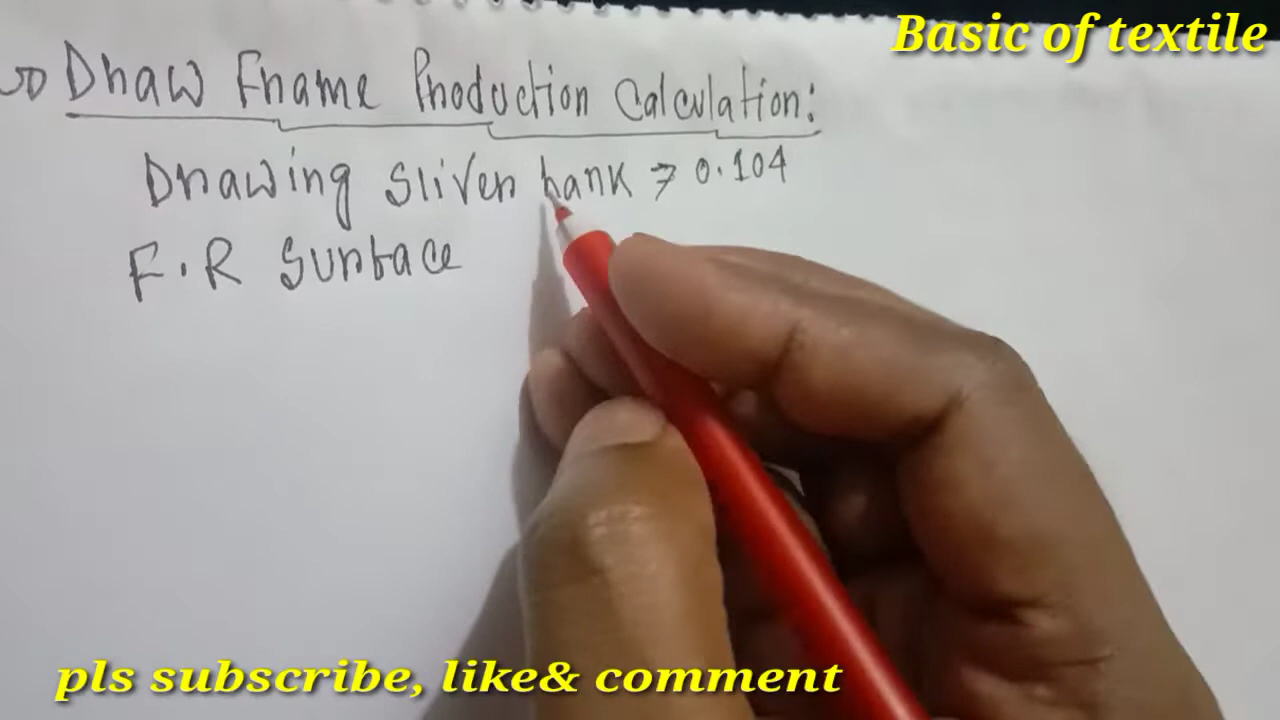 Basic of textile
Draw Frame Production Calculation:
Drawing Sliver hank → 0.104
F.R Surface
pls subscribe, like& comment